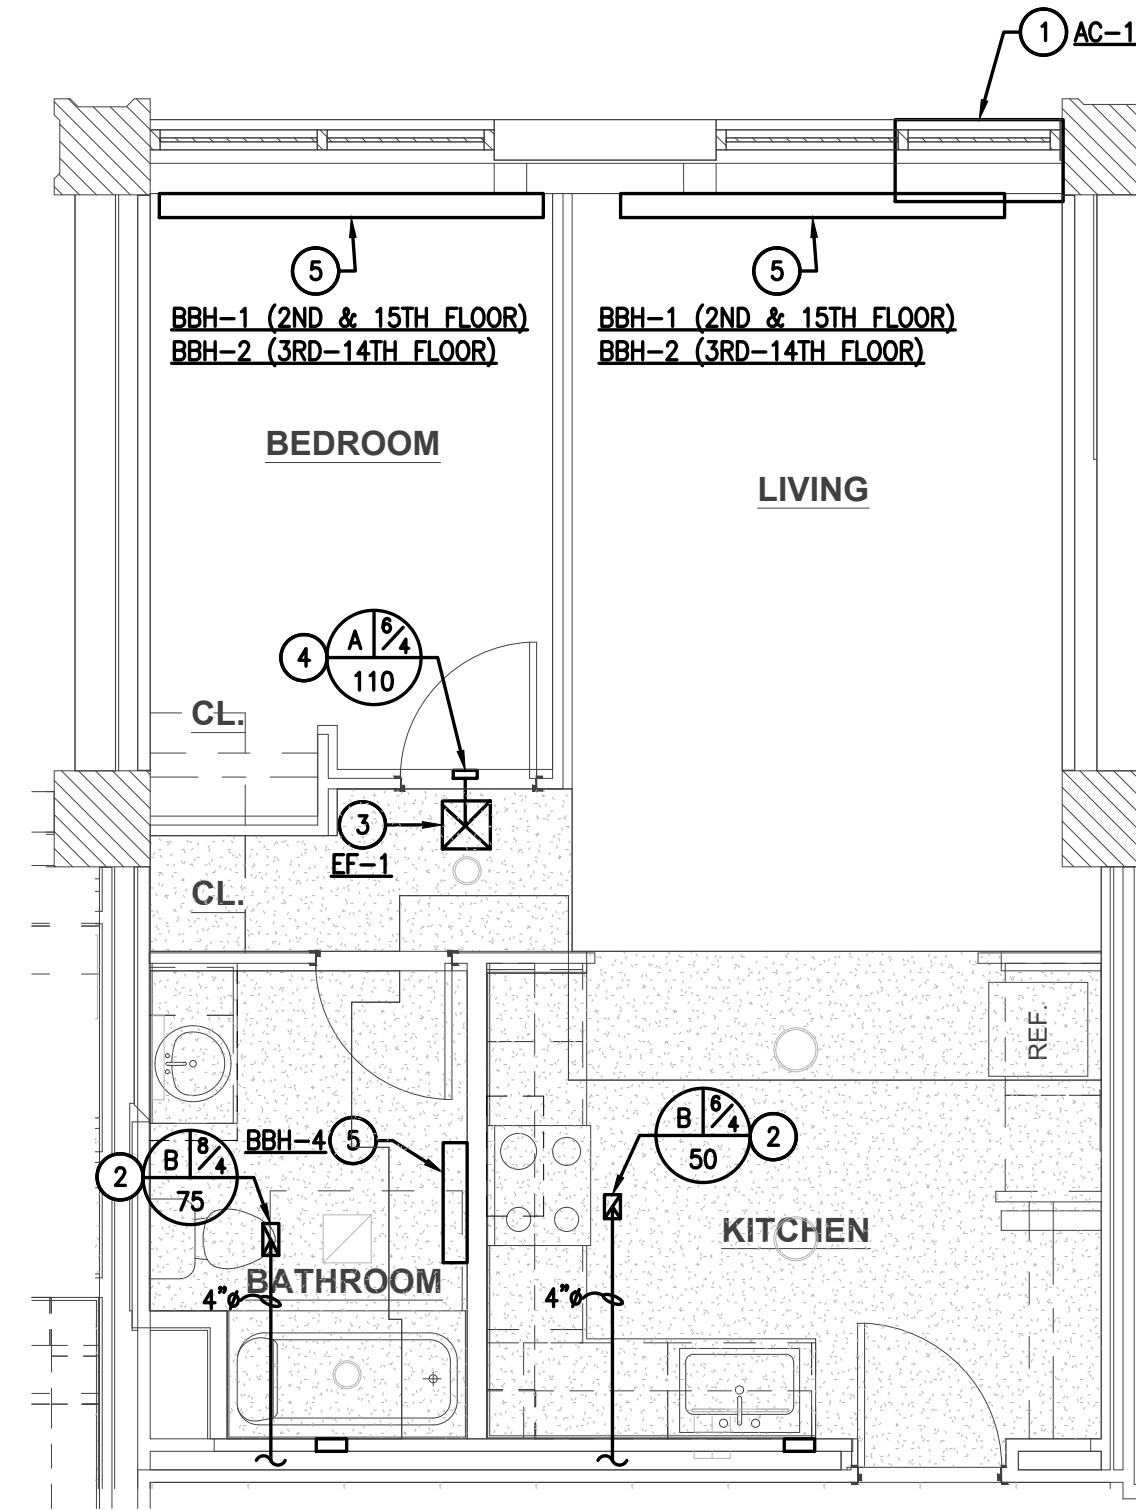 1 AC-1
5
5
BBH-1 (2ND & 15TH FLOOR)
BBH-2 (3RD-14TH FLOOR)
BBH-1 (2ND & 15TH FLOOR)
BBH-2 (3RD-14TH FLOOR)
BEDROOM
LIVING
4
A 6/4
110
CL.
3
EF-1
CL.
REF.
B 6/4
50
2
BBH-4 5
2
B 8/4
75
KITCHEN
BATHROOM
4"ø
4"ø